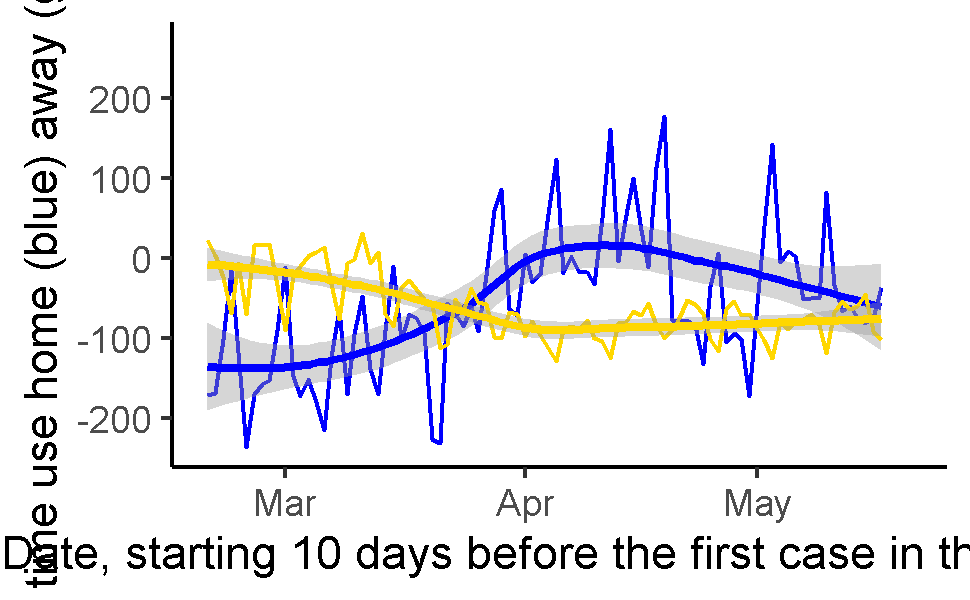 time use home (blue) away (
200
100
0
-100
-200
Mar Apr May
Date, starting 10 days before the first case in th